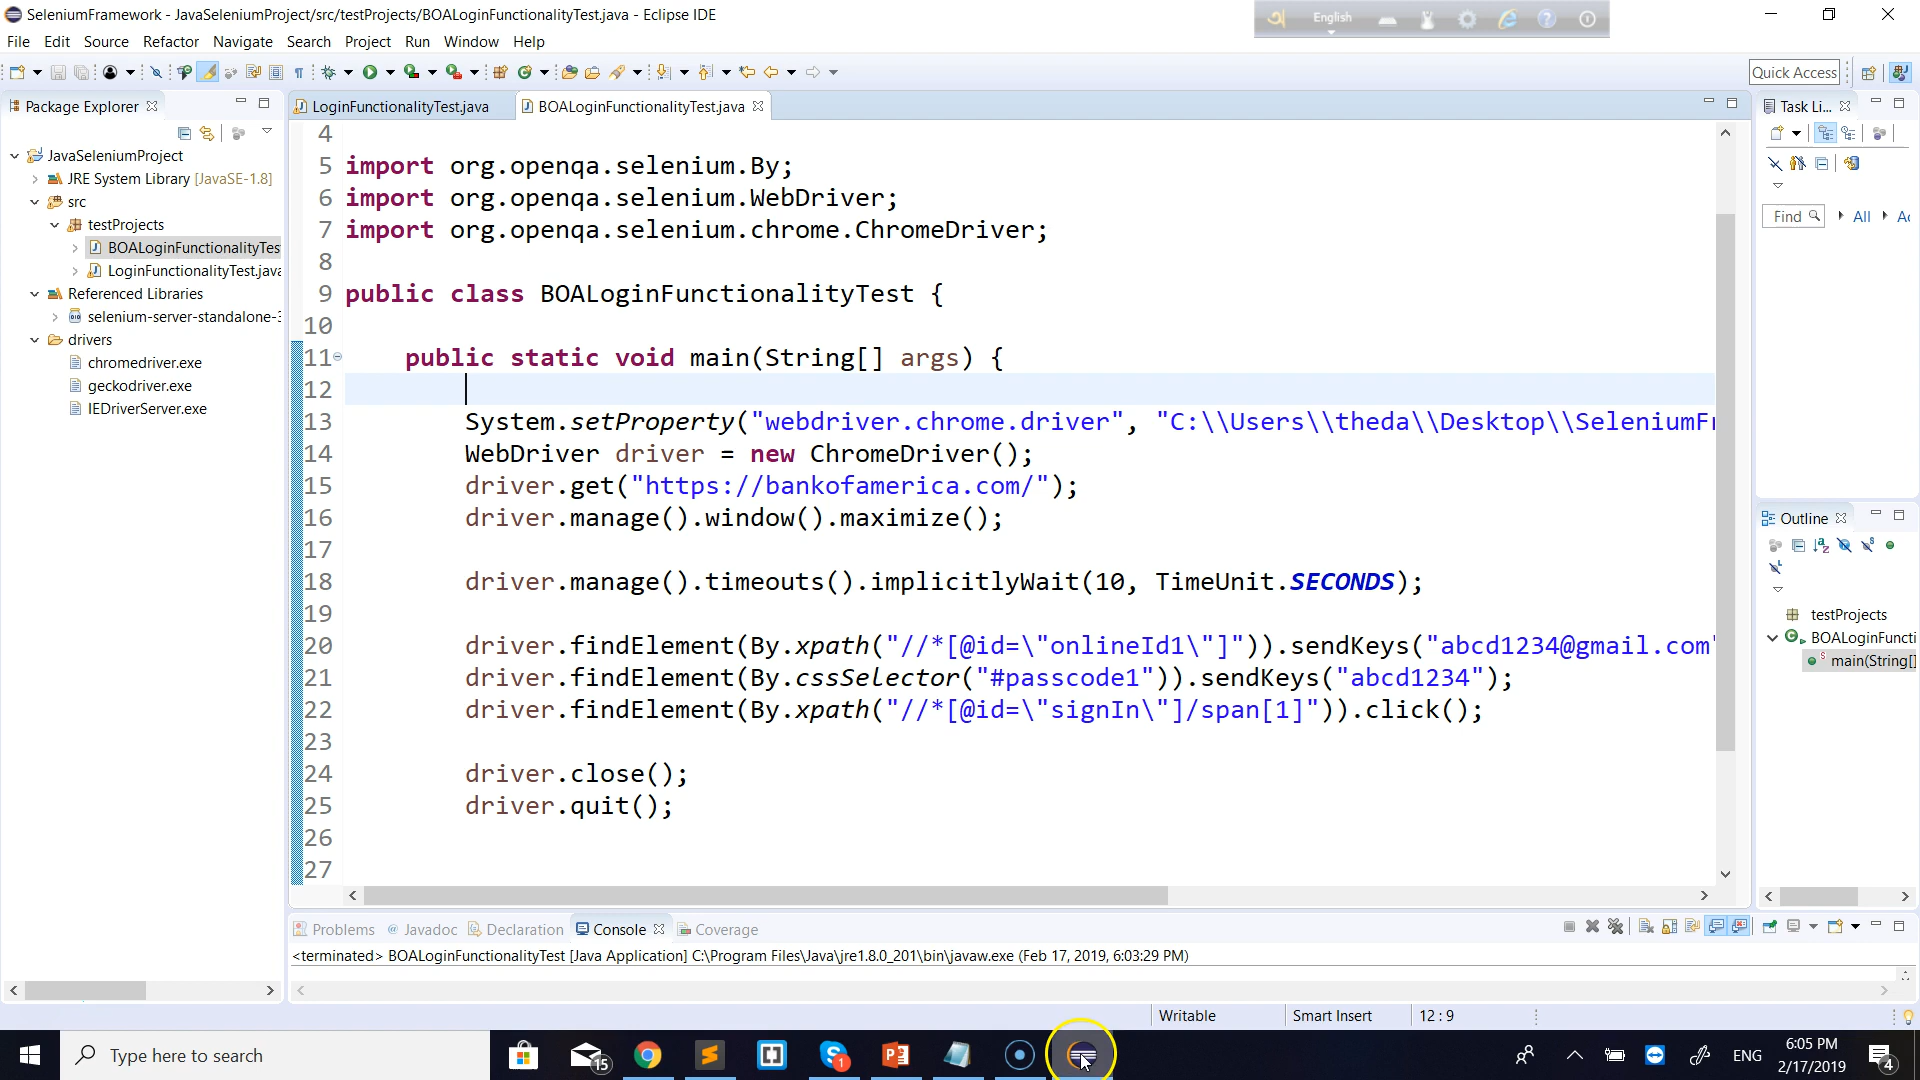 SeleniumFramework - JavaSeleniumProject/src/testProjects/BOALoginFunctionalityTest.java - Eclipse IDE
English
File Edit Source Refactor Navigate Search Project Run Window Help
Quick Access
Package Explorer
LoginFunctionalityTest.java
BOALoginFunctionalityTest.java
Task Li...
JavaSeleniumProject
JRE System Library [JavaSE-1.8]
src
testProjects
BOALoginFunctionalityTes
LoginFunctionalityTest.java
Referenced Libraries
selenium-server-standalone-3
drivers
chromedriver.exe
geckodriver.exe
IEDriverServer.exe
4
5 import org.openqa.selenium.By;
6 import org.openqa.selenium.WebDriver;
7 import org.openqa.selenium.chrome.ChromeDriver;
8
9 public class BOALoginFunctionalityTest {
10
11 public static void main(String[] args) {
12
13 System.setProperty("webdriver.chrome.driver", "C:\\Users\\theda\\Desktop\\SeleniumFr
14 WebDriver driver = new ChromeDriver();
15 driver.get("https://bankofamerica.com/");
16 driver.manage().window().maximize();
17
18 driver.manage().timeouts().implicitlyWait(10, TimeUnit.SECONDS);
19
20 driver.findElement(By.xpath("//*[@id=\"onlineId1\"]")).sendKeys("abcd1234@gmail.com"
21 driver.findElement(By.cssSelector("#passcode1")).sendKeys("abcd1234");
22 driver.findElement(By.xpath("//*[@id=\"signIn\"]/span[1]")).click();
23
24 driver.close();
25 driver.quit();
26
27
Find All Ac
Outline
testProjects
BOALoginFuncti
main(String[]
Problems Javadoc Declaration Console Coverage
<terminated> BOALoginFunctionalityTest [Java Application] C:\Program Files\Java\jre1.8.0_201\bin\javaw.exe (Feb 17, 2019, 6:03:29 PM)
Writable Smart Insert 12 : 9
Type here to search
15
1
ENG
6:05 PM
2/17/2019
4